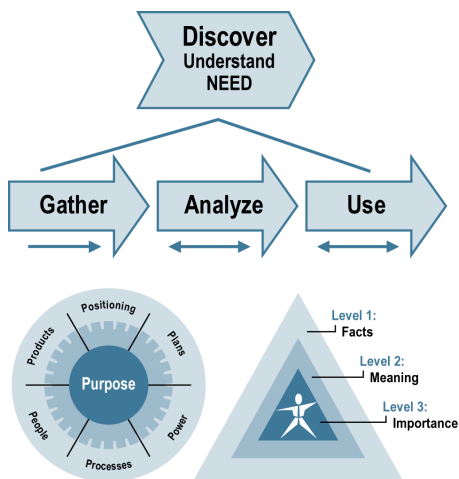 Discover
Understand
NEED
Gather
Analyze
Use
Positioning
Plans
Power
Processes
People
Products
Purpose
Level 1:
Facts
Level 2:
Meaning
Level 3:
Importance